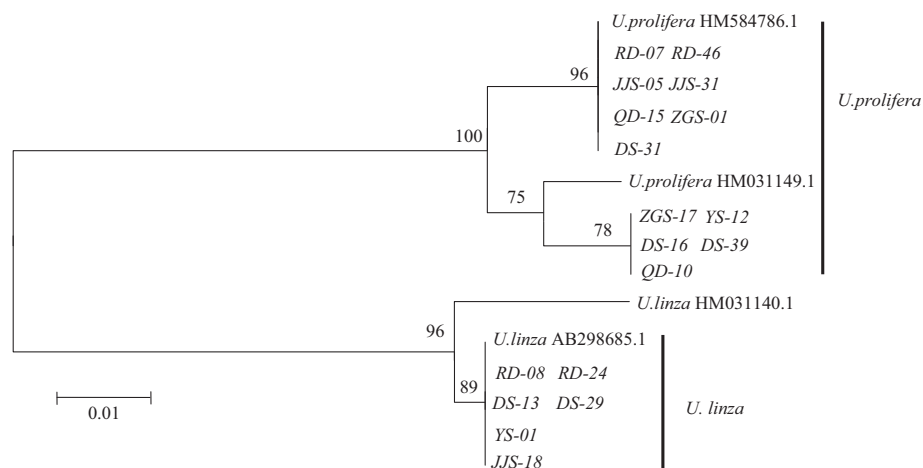 U.prolifera HM584786.1
RD-07 RD-46
96
JJS-05 JJS-31
U.prolifera
QD-15 ZGS-01
100
DS-31
U.prolifera HM031149.1
75
ZGS-17 YS-12
78
DS-16 DS-39
QD-10
U.linza HM031140.1
96
U.linza AB298685.1
RD-08 RD-24
89
DS-13 DS-29
U. linza
0.01
YS-01
JJS-18